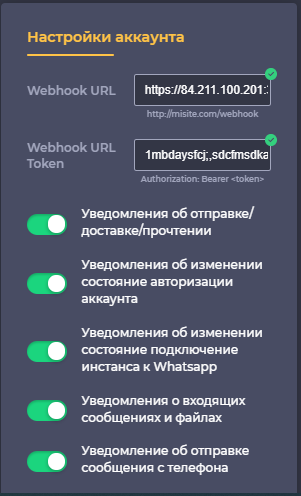 Настройки аккаунта
Webhook URL
https://84.211.100.201:
http://misite.com/webhook
Webhook URL
Token
1mbdaysfcj;,sdcfmsdka
Authorization: Bearer <token>
Уведомления об отправке/
доставке/прочтении
Уведомления об изменении
состояние авторизации
аккаунта
Уведомления об изменении
состояние подключение
инстанса к Whatsapp
Уведомления о входящих
сообщениях и файлах
Уведомление об отправке
сообщения с телефона